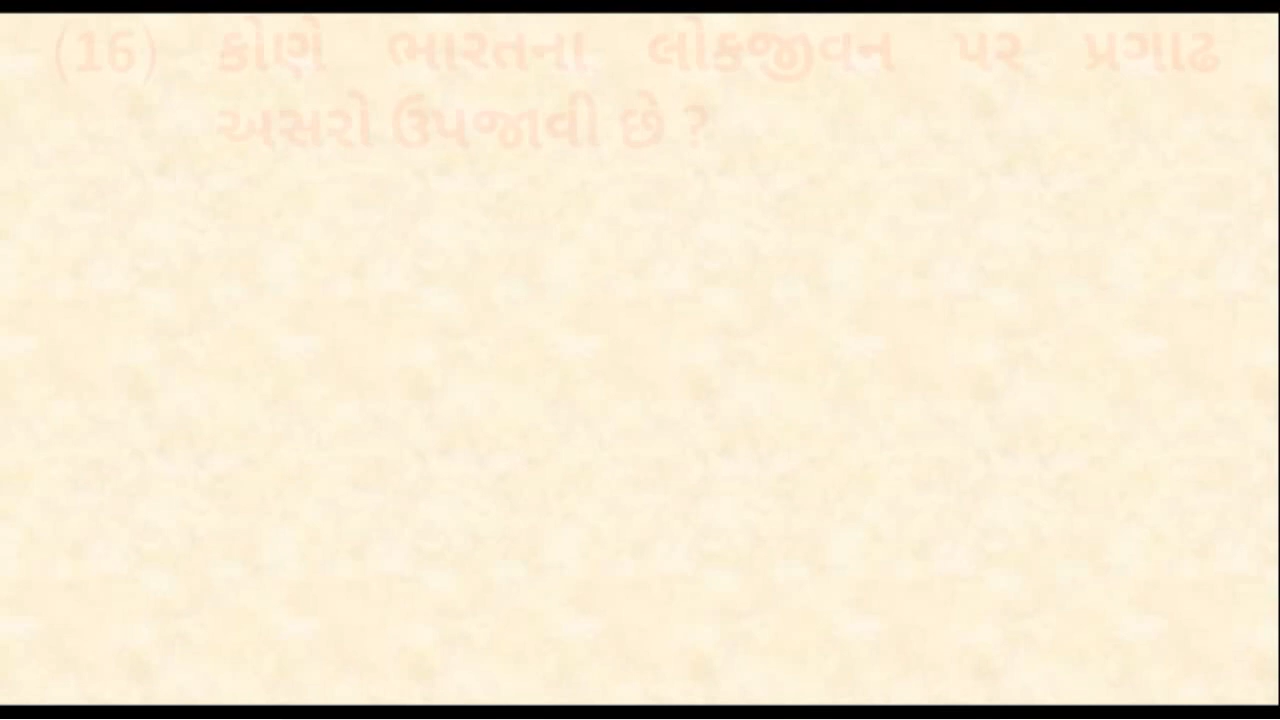 (16) કોણે ભારતના લોકજીવન પર પ્રગાઢ
અસરો ઉપજાવી છે ?